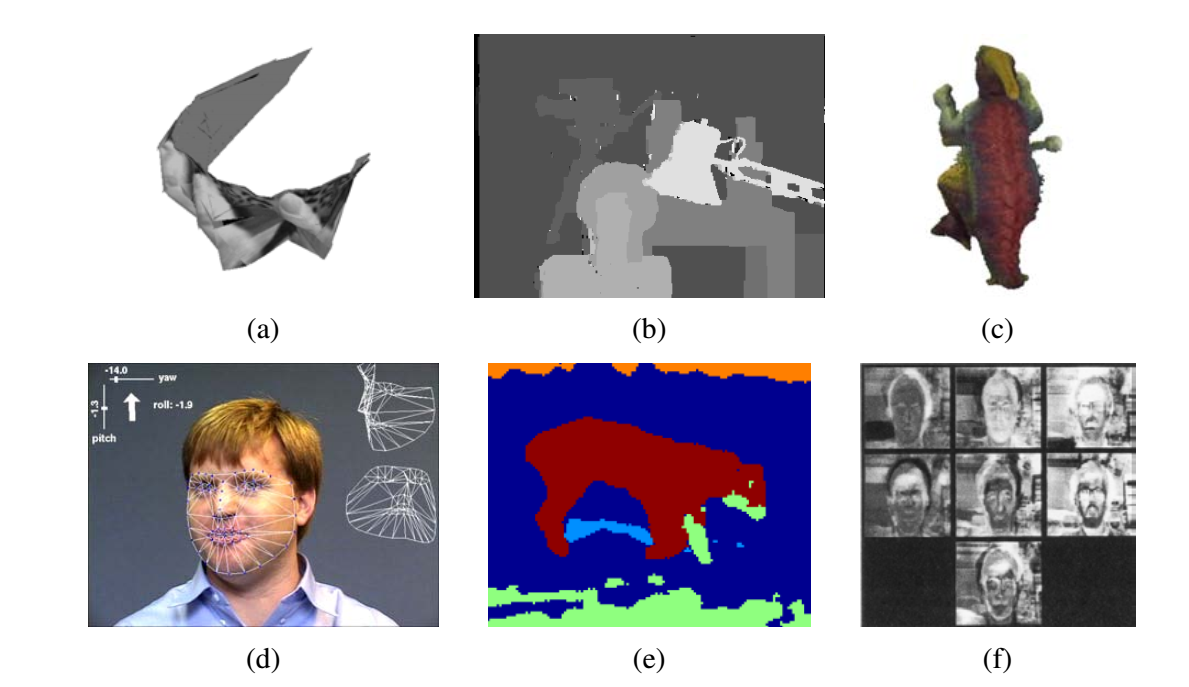 (a)
(b)
(c)
-14.0
yaw
-1.3
roll: -1.9
pitch
(d)
(e)
(f)